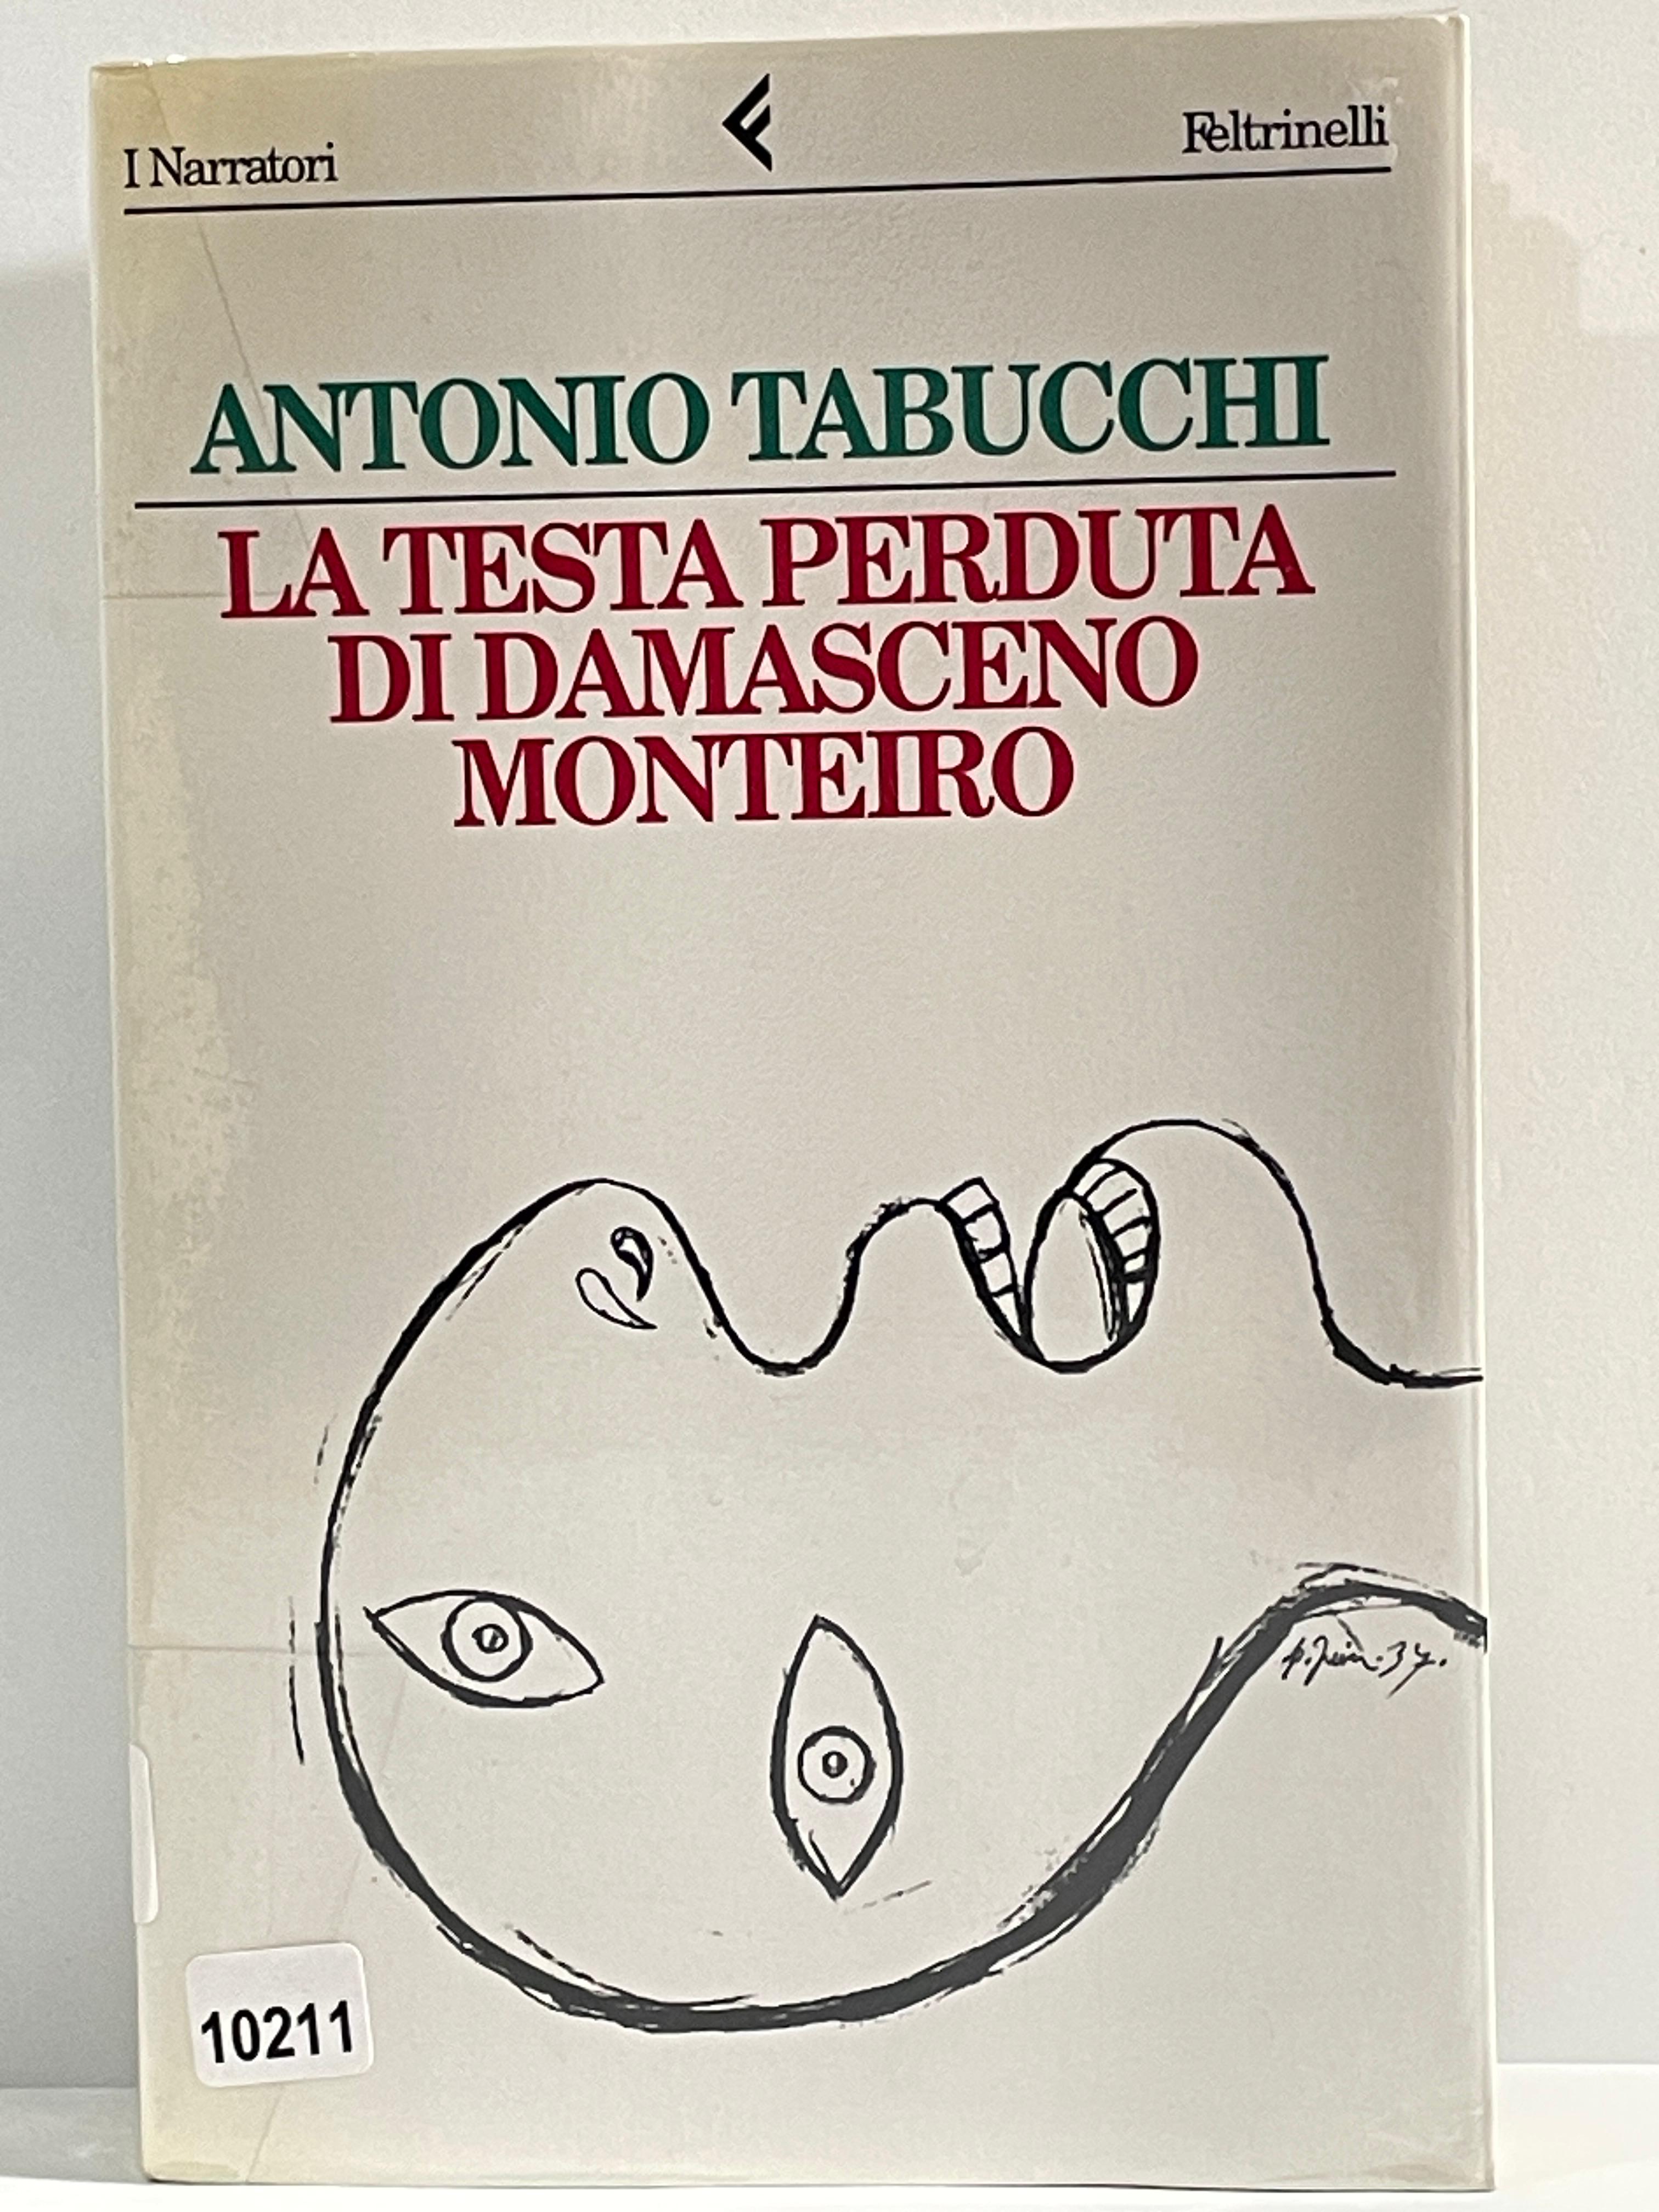 I Narratori
Feltrinelli
ANTONIO TABUCCHI
LA TESTA PERDUTA
DI DAMASCENO
MONTEIRO
10211